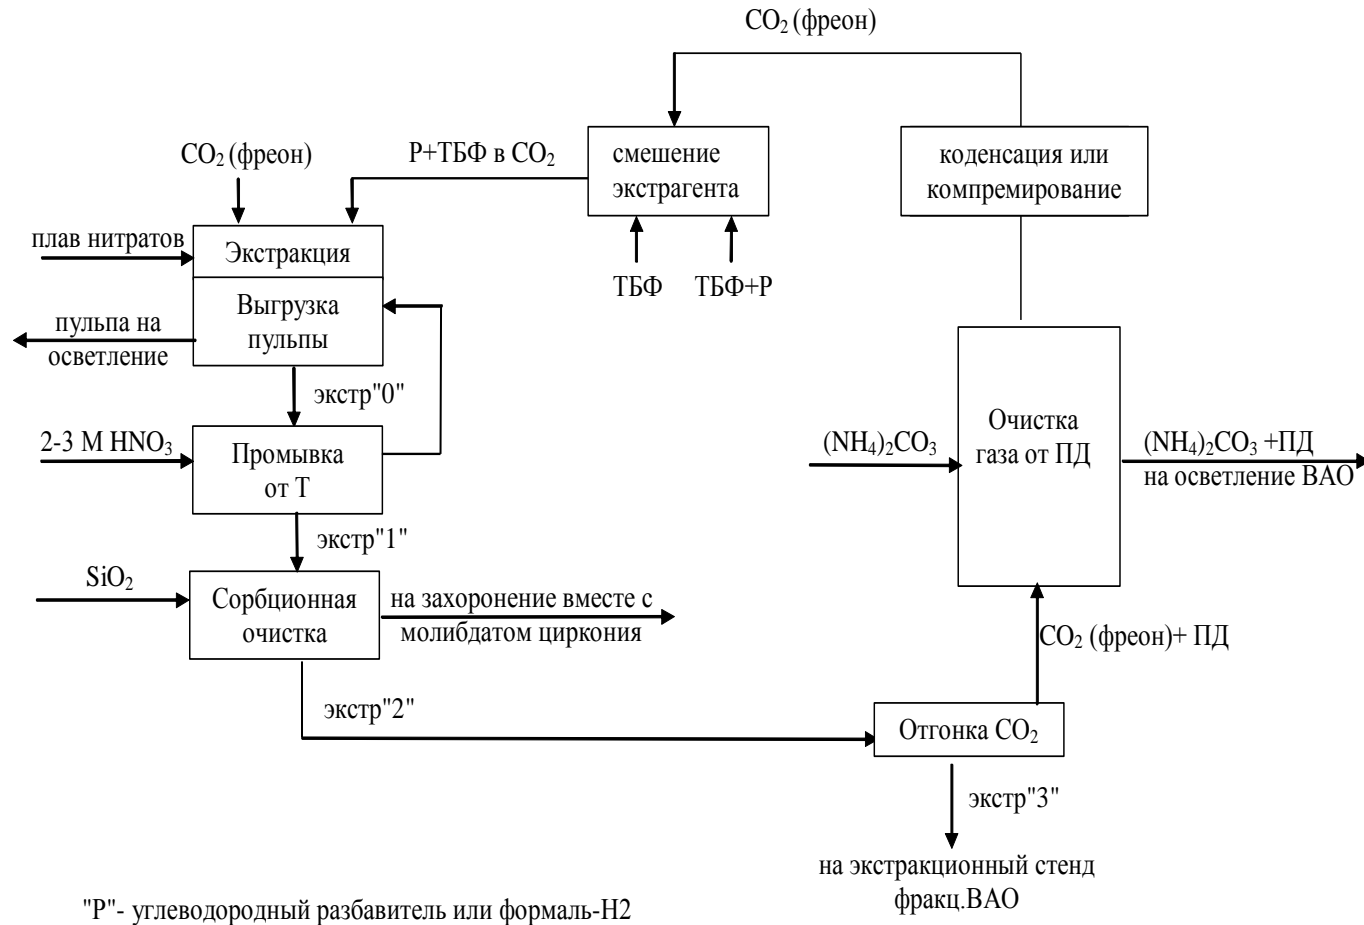 CO₂ (фреон)
CO₂ (фреон)
Р+ТБФ в CO₂
смешение
экстрагента
коденсация или
компремирование
плав нитратов
Экстракция
ТБФ
ТБФ+Р
Выгрузка
пульпы
пульпа на
осветление
экстр"0"
2-3 М HNO₃
Промывка
от Т
экстр"1"
(NH₄)₂CO₃
Очистка
газа от ПД
(NH₄)₂CO₃ +ПД
на осветление ВАО
SiO₂
Сорбционная
очистка
на захоронение вместе с
молибдатом циркония
CO₂ (фреон)+ ПД
экстр"2"
Отгонка CO₂
экстр"3"
на экстракционный стенд
фракц.ВАО
"Р"- углеводородный разбавитель или формаль-Н2